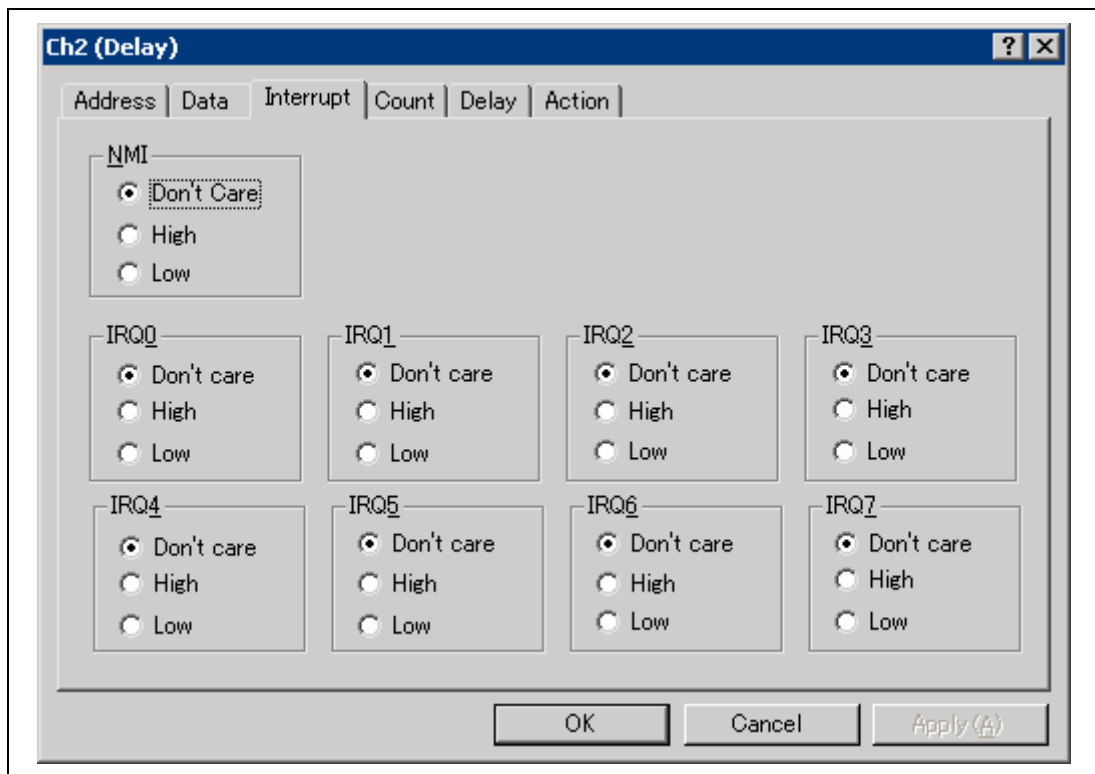 Ch2 (Delay)
Address Data Interrupt Count Delay Action
NMI
Don't Care
High
Low
IRQ0 IRQ1 IRQ2 IRQ3
Don't care Don't care Don't care Don't care
High High High High
Low Low Low Low
IRQ4 IRQ5 IRQ6 IRQ7
Don't care Don't care Don't care Don't care
High High High High
Low Low Low Low
OK Cancel Apply (A)